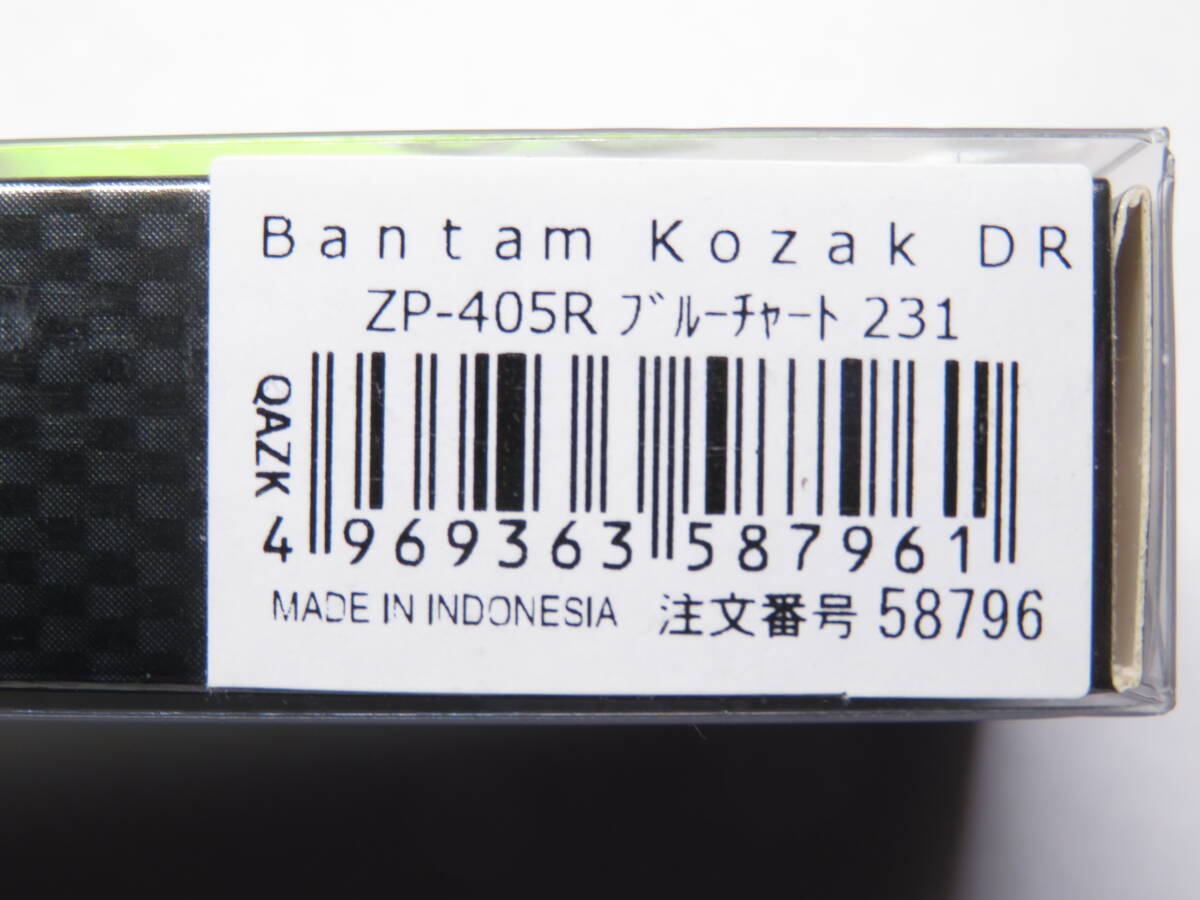 Bantam Kozak DR
ZP-405R ﾌﾞﾙｰﾁｬｰﾄ 231
QAZK
4 969363 587961
MADE IN INDONESIA 注文番号 58796